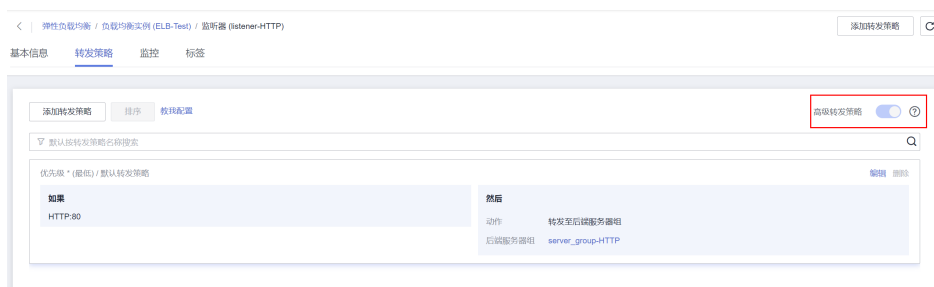 弹性负载均衡 / 负载均衡实例 (ELB-Test) / 监听器 (listener-HTTP)
添加转发策略
基本信息 转发策略 监控 标签
添加转发策略 排序 教我配置
高级转发策略
默认按转发策略名称搜索
优先级 * (最低) / 默认转发策略
编辑 删除
如果
HTTP:80
然后
动作 转发至后端服务器组
后端服务器组 server_group-HTTP